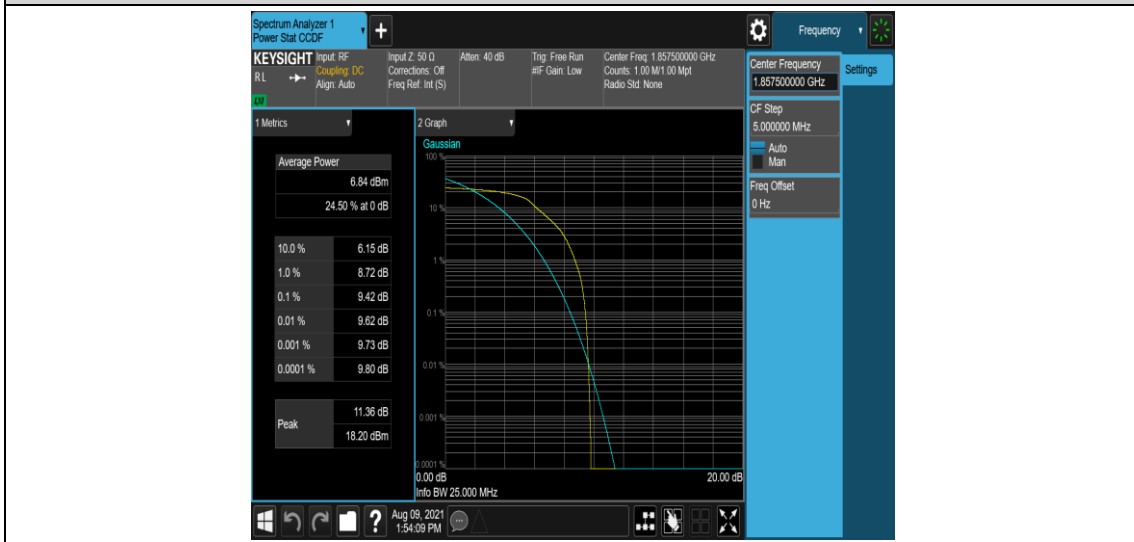 Spectrum Analyzer 1
Power Stat CCDF
+
Frequency
KEYSIGHT
RL
LXI
Input: RF
Coupling: DC
Align: Auto
Input Z: 50 Ω
Corrections: Off
Freq Ref: Int (S)
Atten: 40 dB
Trig: Free Run
#IF Gain: Low
Center Freq: 1.857500000 GHz
Counts: 1.00 M/1.00 Mpt
Radio Std: None
Center Frequency
1.857500000 GHz
Settings
CF Step
5.000000 MHz
Auto
Man
Freq Offset
0 Hz
1 Metrics
Average Power
6.84 dBm
24.50 % at 0 dB
10.0 % 6.15 dB
1.0 % 8.72 dB
0.1 % 9.42 dB
0.01 % 9.62 dB
0.001 % 9.73 dB
0.0001 % 9.80 dB
Peak
11.36 dB
18.20 dBm
2 Graph
Gaussian
100 %
10 %
1 %
0.1 %
0.01 %
0.001 %
0.0001 %
0.00 dB 20.00 dB
Info BW 25.000 MHz
?
Aug 09, 2021
1:54:09 PM